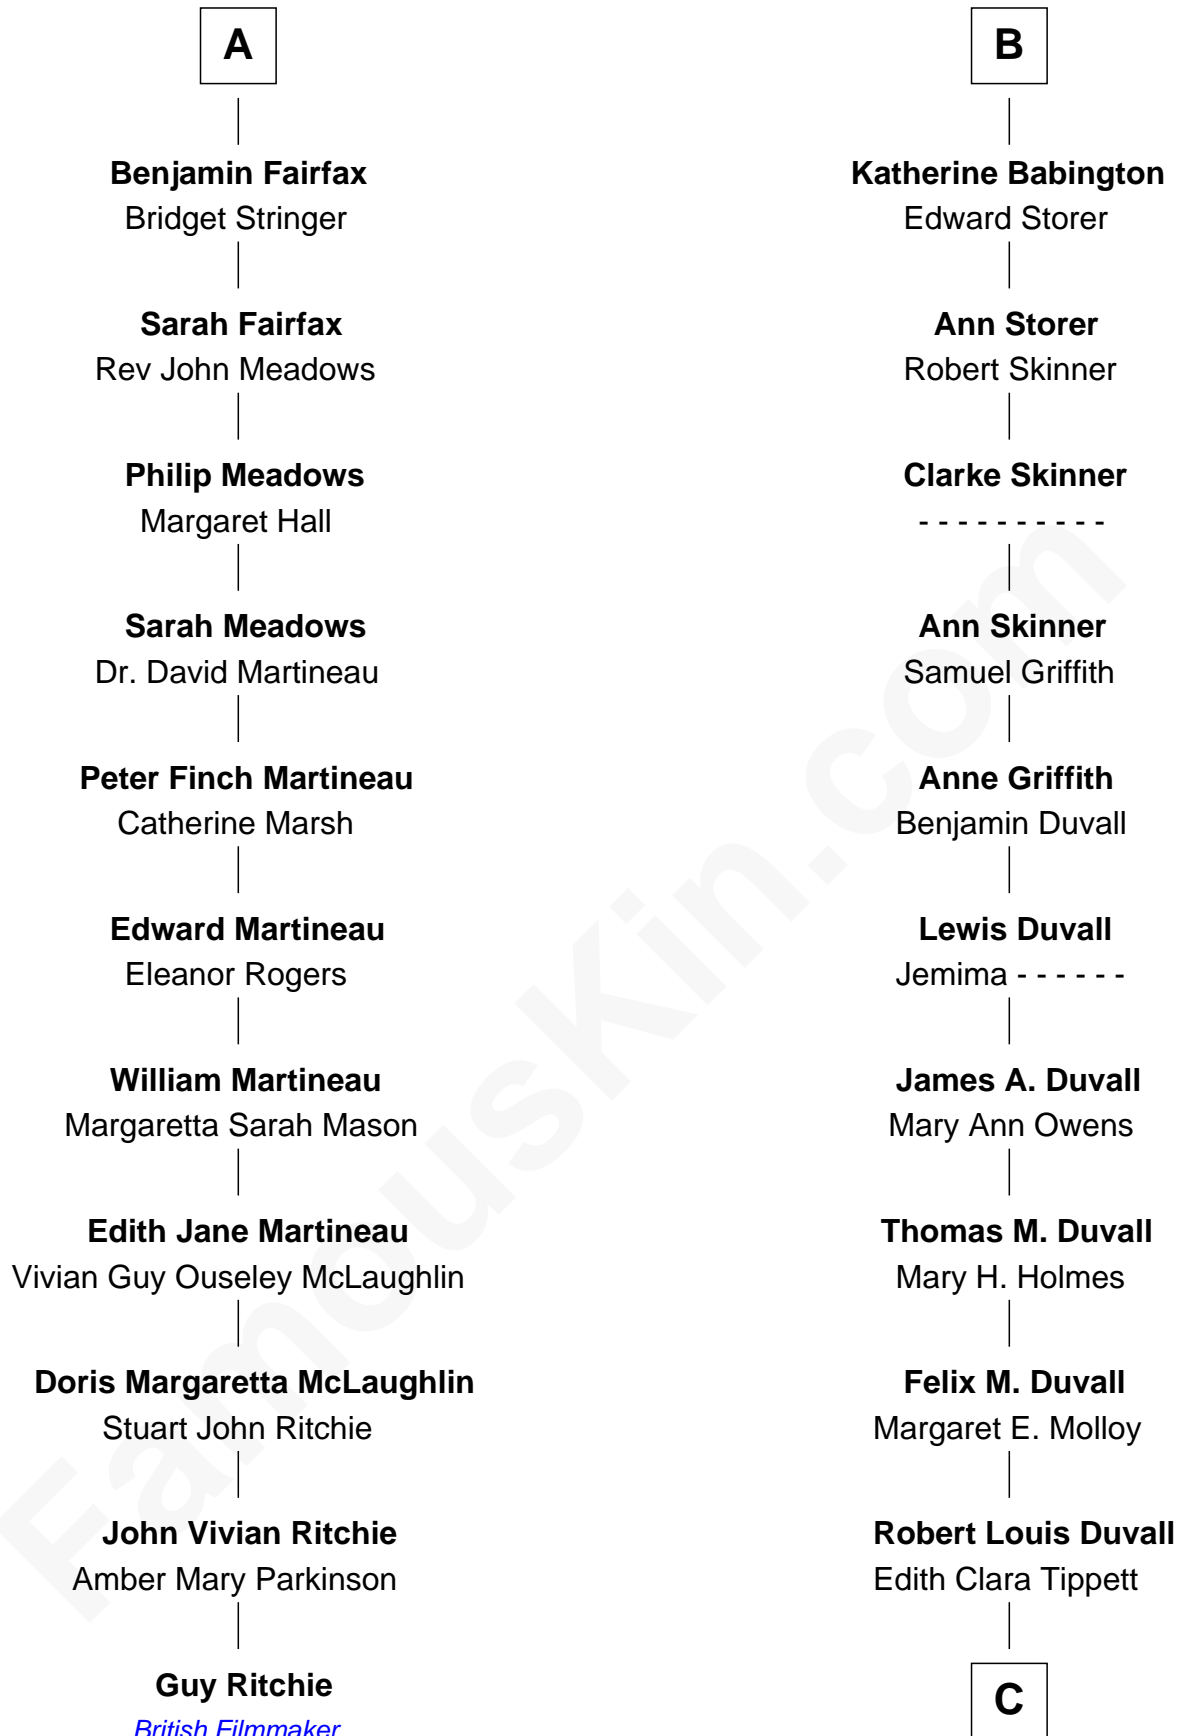 A
Benjamin Fairfax
Bridget Stringer
Sarah Fairfax
Rev John Meadows
Philip Meadows
Margaret Hall
Sarah Meadows
Dr. David Martineau
Peter Finch Martineau
Catherine Marsh
Edward Martineau
Eleanor Rogers
William Martineau
Margaretta Sarah Mason
Edith Jane Martineau
Vivian Guy Ouseley McLaughlin
Doris Margaretta McLaughlin
Stuart John Ritchie
John Vivian Ritchie
Amber Mary Parkinson
Guy Ritchie
British Filmmaker
B
Katherine Babington
Edward Storer
Ann Storer
Robert Skinner
Clarke Skinner
- - - - - - - - - -
Ann Skinner
Samuel Griffith
Anne Griffith
Benjamin Duvall
Lewis Duvall
Jemima - - - - - -
James A. Duvall
Mary Ann Owens
Thomas M. Duvall
Mary H. Holmes
Felix M. Duvall
Margaret E. Molloy
Robert Louis Duvall
Edith Clara Tippett
C
FamousKin.com